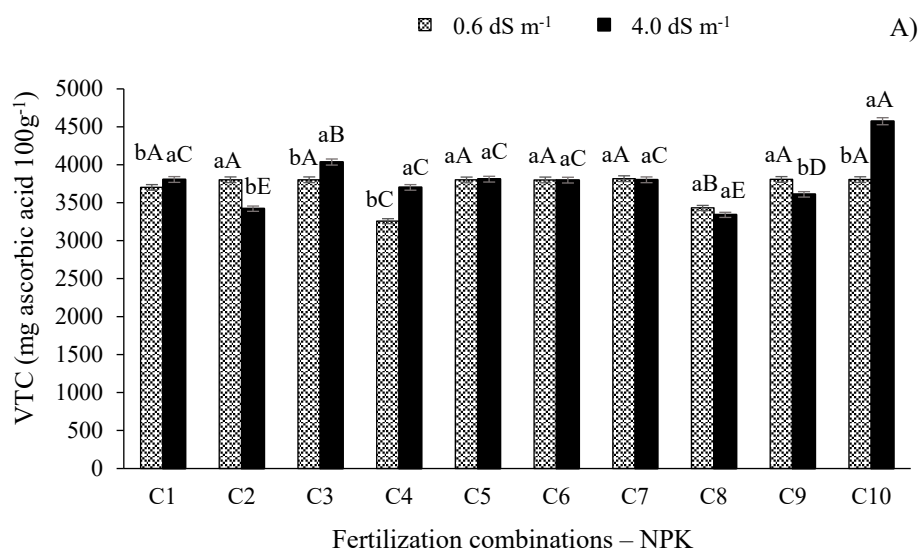 0.6 dS m⁻¹ 4.0 dS m⁻¹ A)
VTC (mg ascorbic acid 100g⁻¹)
5000
4500
4000
3500
3000
2500
2000
1500
1000
500
0
bA aC aA bE bA aB bC aC aA aC aA aC aA aC aB aE aA bD bA aA
C1 C2 C3 C4 C5 C6 C7 C8 C9 C10
Fertilization combinations – NPK